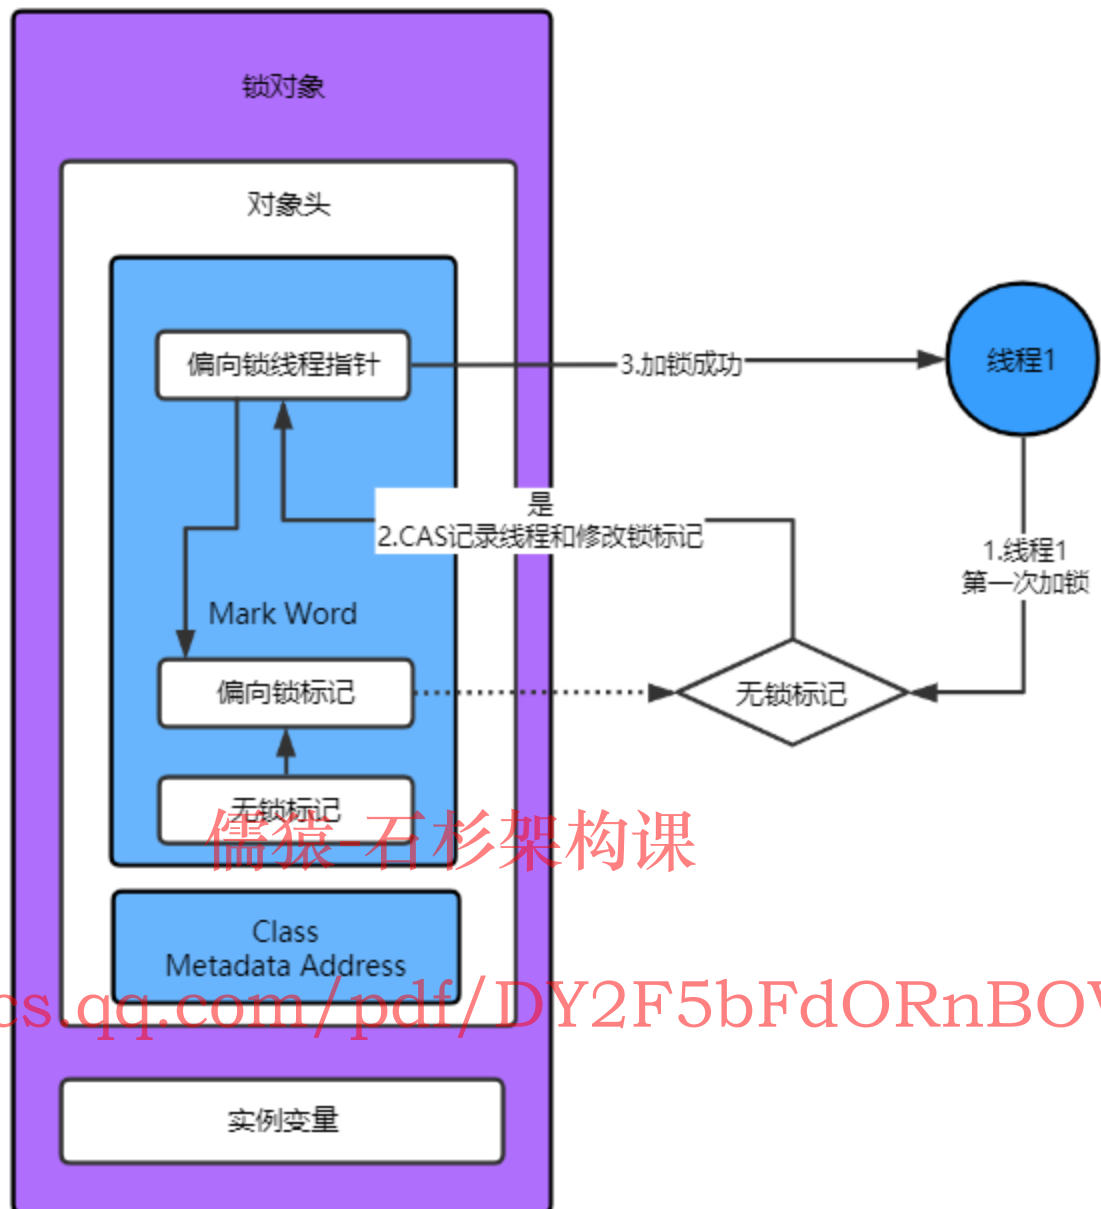 锁对象
对象头
偏向锁线程指针
3.加锁成功
线程1
是
2.CAS记录线程和修改锁标记
1.线程1
第一次加锁
Mark Word
偏向锁标记
无锁标记
无锁标记
儒猿-石杉架构课
Class
Metadata Address
cs.qq.com/pdf/DY2F5bFdORnBOV
实例变量